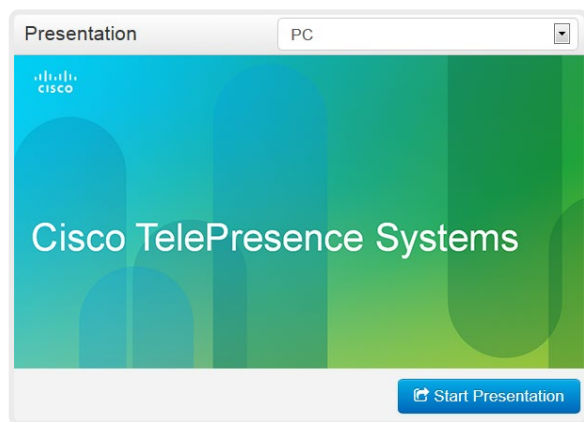 Presentation
PC
cisco
Cisco TelePresence Systems
Start Presentation